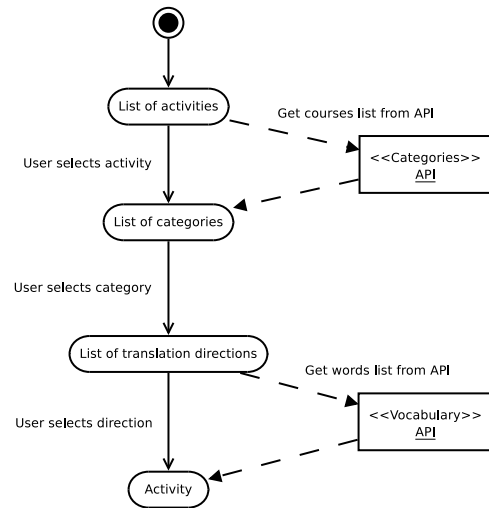 List of activities
Get courses list from API
<<Categories>>
API
User selects activity
List of categories
User selects category
List of translation directions
Get words list from API
<<Vocabulary>>
API
User selects direction
Activity